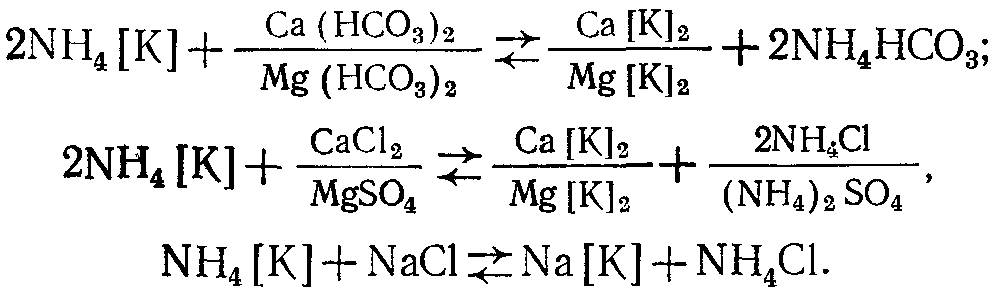 2NH₄[K] + Ca(HCO₃)₂ / Mg(HCO₃)₂ ⇄ Ca[K]₂ / Mg[K]₂ + 2NH₄HCO₃;
2NH₄[K] + CaCl₂ / MgSO₄ ⇄ Ca[K]₂ / Mg[K]₂ + 2NH₄Cl / (NH₄)₂SO₄,
NH₄[K] + NaCl ⇄ Na[K] + NH₄Cl.